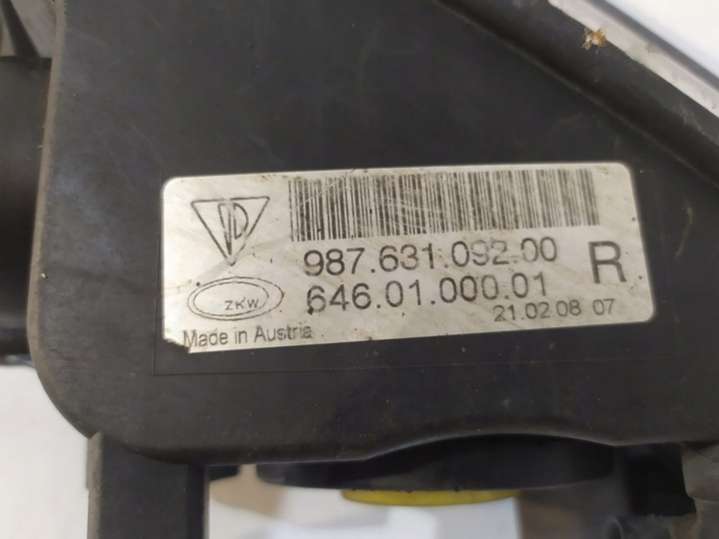 987.631.092.00 R
ZKW 646.01.000.01
21.02.08 07
Made in Austria